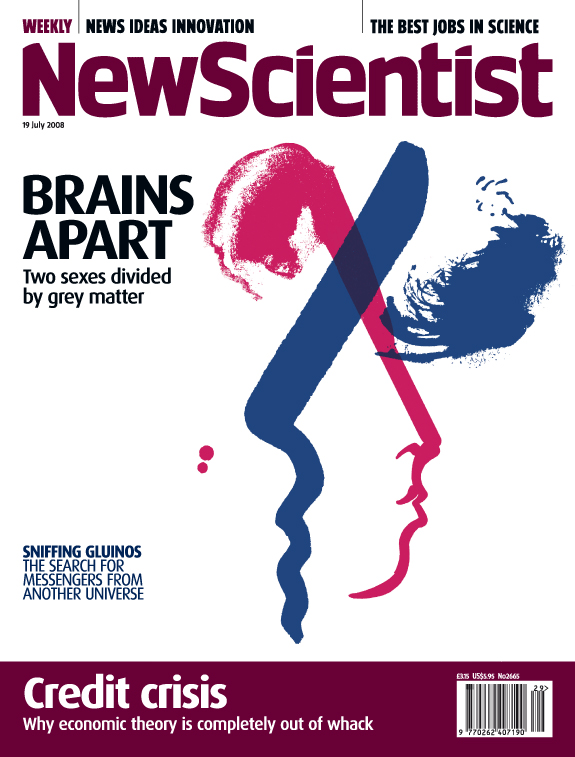 WEEKLY NEWS IDEAS INNOVATION THE BEST JOBS IN SCIENCE
NewScientist
19 July 2008
BRAINS
APART
Two sexes divided
by grey matter
SNIFFING GLUINOS
THE SEARCH FOR
MESSENGERS FROM
ANOTHER UNIVERSE
Credit crisis
Why economic theory is completely out of whack
£3.15 US$5.95 No2665
29>
9 770262 407190